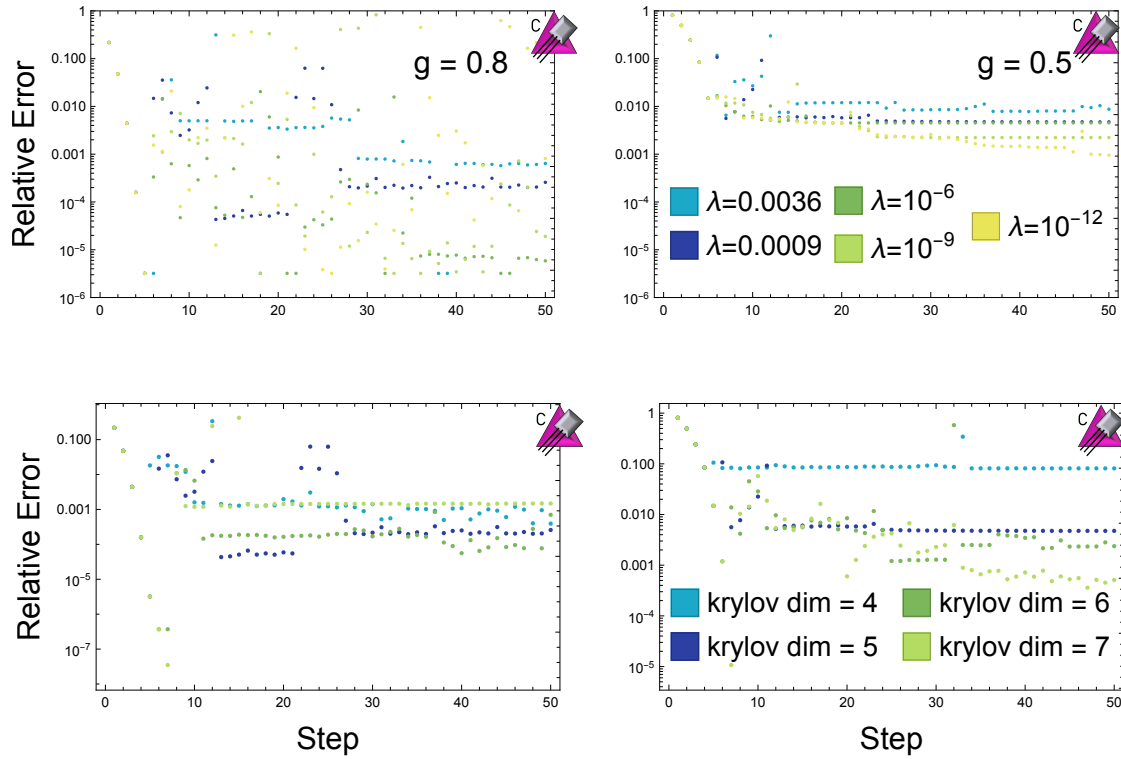 C
C
1
0.100
0.010
0.001
10⁻⁴
10⁻⁵
10⁻⁶
Relative Error
g = 0.8
0 10 20 30 40 50
1
0.100
0.010
0.001
10⁻⁴
10⁻⁵
10⁻⁶
g = 0.5
λ=0.0036
λ=10⁻⁶
λ=10⁻¹²
λ=0.0009
λ=10⁻⁹
0 10 20 30 40 50
C
C
0.100
0.001
10⁻⁵
10⁻⁷
Relative Error
0 10 20 30 40 50
Step
1
0.100
0.010
0.001
10⁻⁴
10⁻⁵
krylov dim = 4
krylov dim = 6
krylov dim = 5
krylov dim = 7
0 10 20 30 40 50
Step